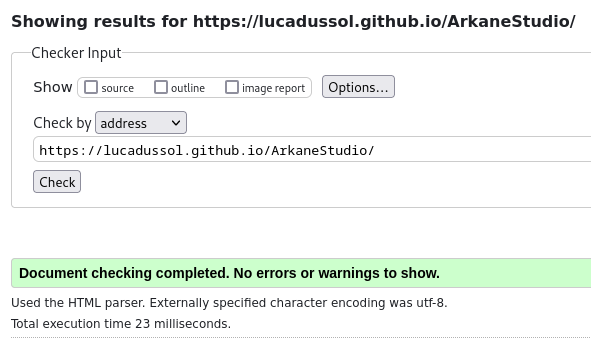 Showing results for https://lucadussol.github.io/ArkaneStudio/
Checker Input
Show source outline image report Options...
Check by address
https://lucadussol.github.io/ArkaneStudio/
Check
Document checking completed. No errors or warnings to show.
Used the HTML parser. Externally specified character encoding was utf-8.
Total execution time 23 milliseconds.